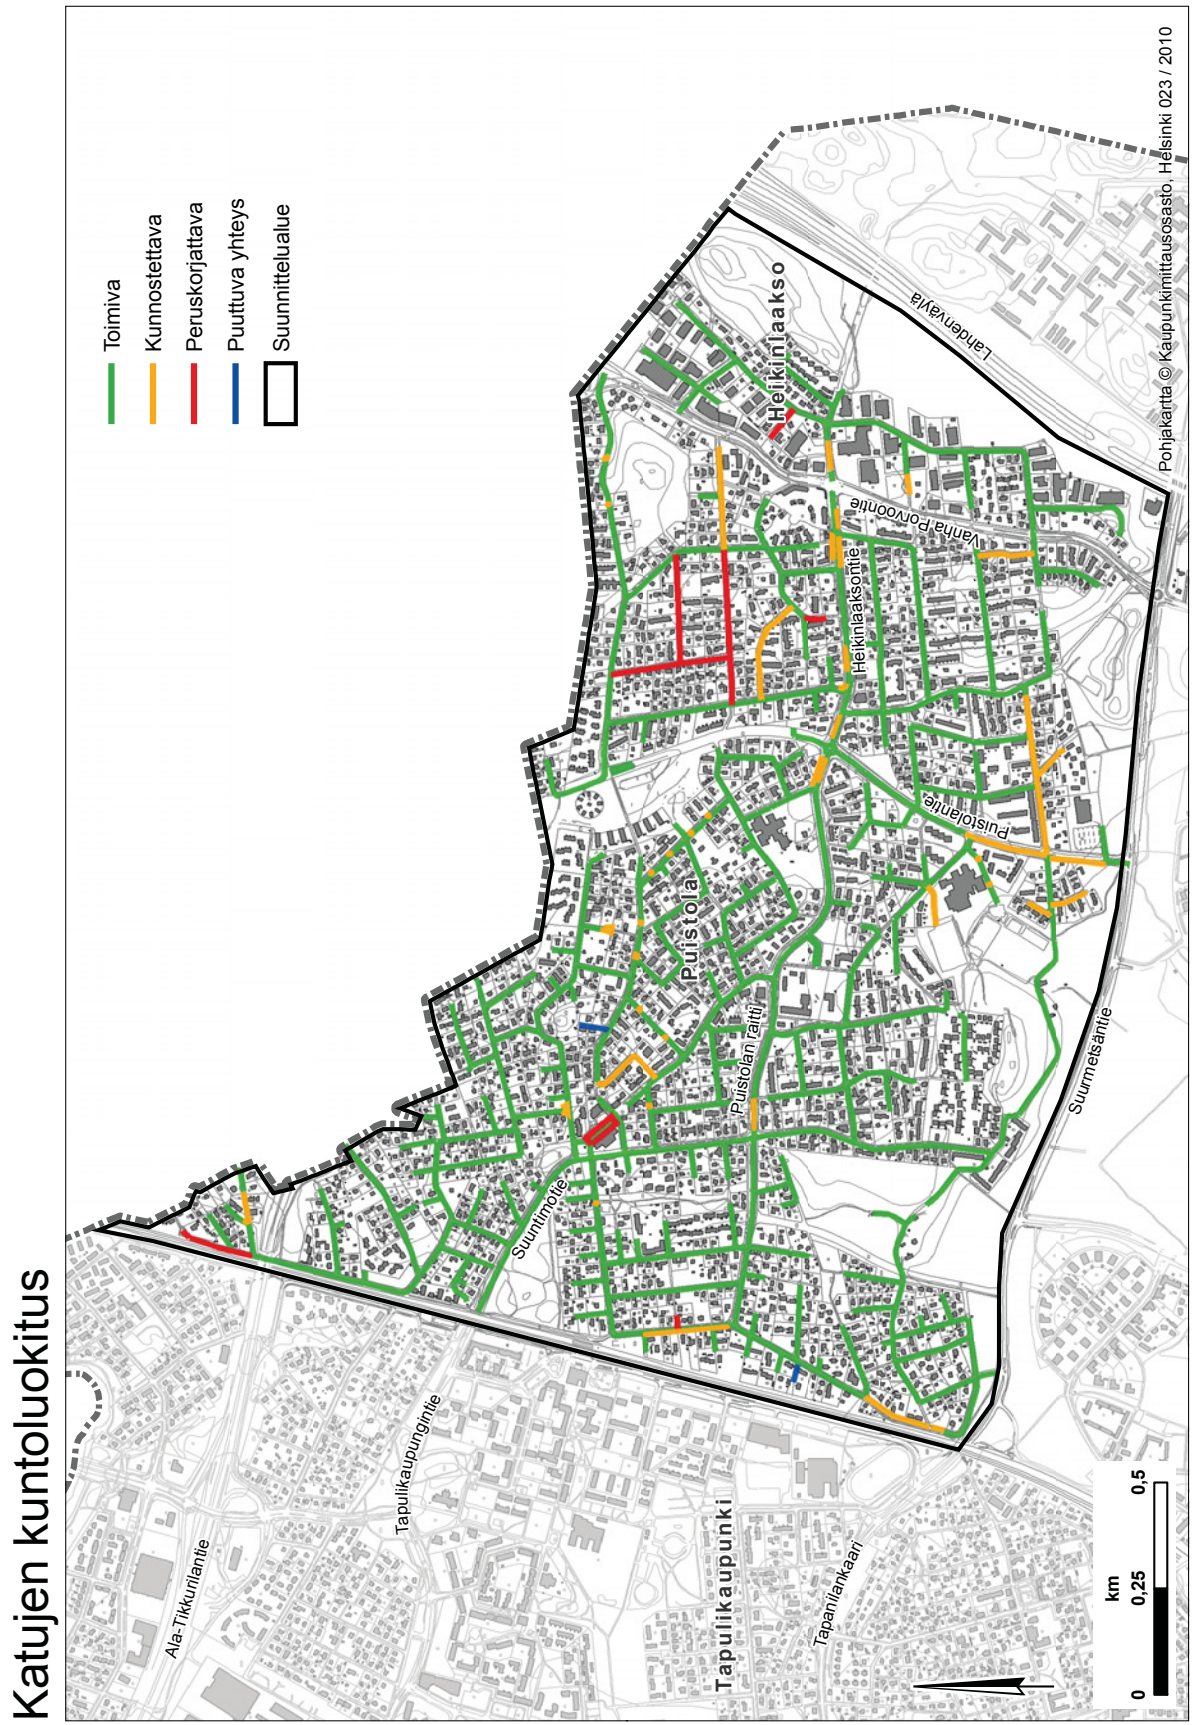 Katujen kuntoluokitus
Toimiva
Kunnostettava
Peruskorjattava
Puuttuva yhteys
Suunnittelualue
Ala-Tikkurilantie
Tapulikaupungintie
Suuntimotie
Tapulikaupunki
Tapanilankaari
Puistola
Puistolan raitti
Puistolantie
Heikinlaakso
Heikinlaaksontie
Vanha Porvoontie
Lahdenväylä
Suurmetsäntie
km
0 0,25 0,5
Pohjakartta © Kaupunkimittausosasto, Helsinki 023 / 2010